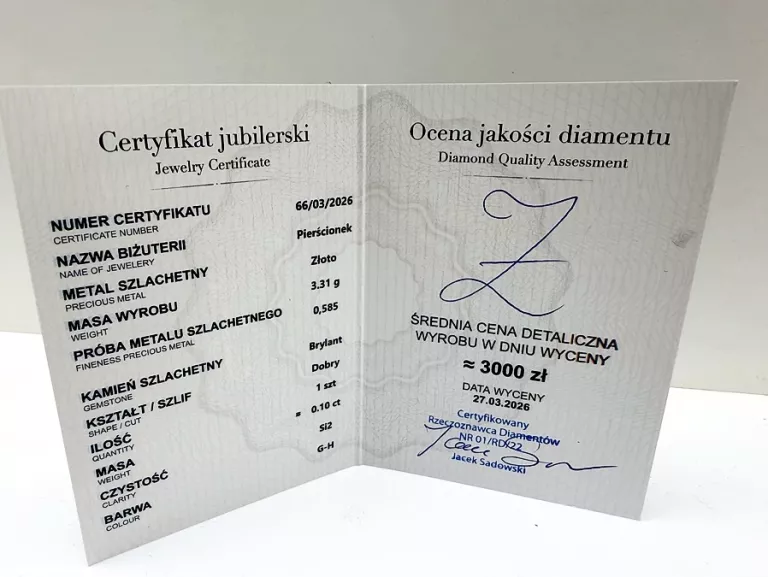 Certyfikat jubilerski
Jewelry Certificate
NUMER CERTYFIKATU
CERTIFICATE NUMBER
66/03/2026
NAZWA BIŻUTERII
NAME OF JEWELERY
Pierścionek
METAL SZLACHETNY
PRECIOUS METAL
Złoto
MASA WYROBU
WEIGHT
3.31 g
PRÓBA METALU SZLACHETNEGO
FINENESS PRECIOUS METAL
0,585
KAMIEŃ SZLACHETNY
GEMSTONE
Brylant
KSZTAŁT / SZLIF
SHAPE / CUT
Dobry
ILOŚĆ
QUANTITY
1 szt
MASA
WEIGHT
≈ 0.10 ct
CZYSTOŚĆ
CLARITY
Si2
BARWA
COLOUR
G-H
Ocena jakości diamentu
Diamond Quality Assessment
Z
ŚREDNIA CENA DETALICZNA
WYROBU W DNIU WYCENY
≈ 3000 zł
DATA WYCENY
27.03.2026
Certyfikowany
Rzeczoznawca Diamentów
NR 01/RD/22
Jacek Sadowski